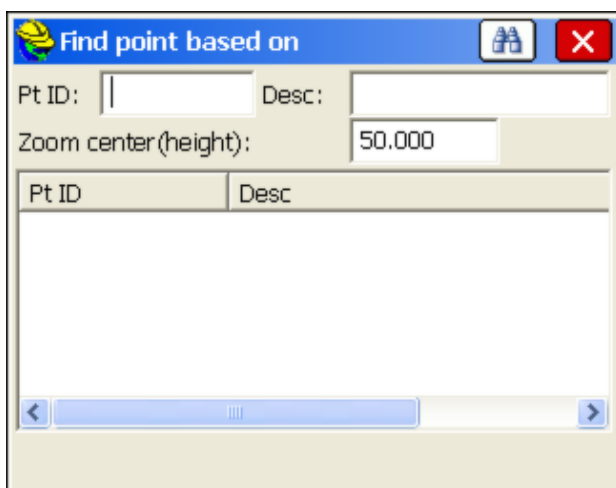 Find point based on
Pt ID: Desc:
Zoom center(height): 50.000
Pt ID Desc